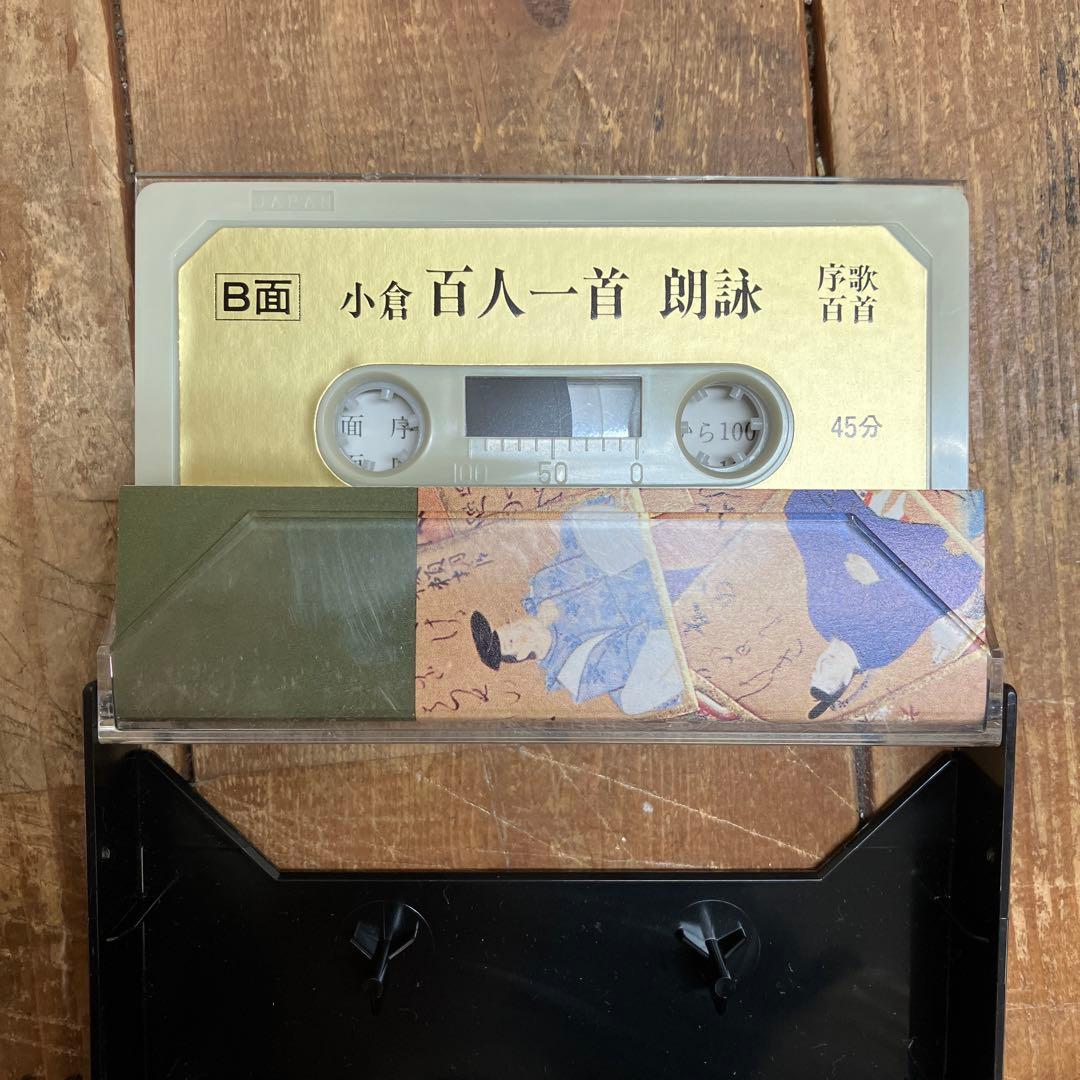 JAPAN
B面 小倉 百人一首 朗詠 序歌
百首
面 序
ら100
45分
100 50 0